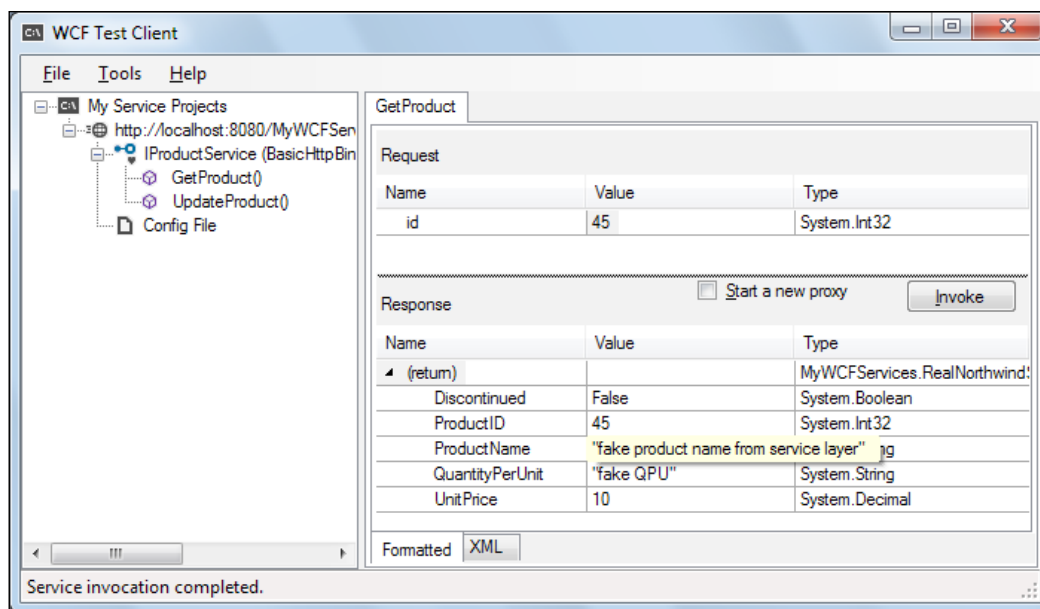 WCF Test Client
File Tools Help
My Service Projects
http://localhost:8080/MyWCFSer
IProductService (BasicHttpBin
GetProduct()
UpdateProduct()
Config File
GetProduct
Request
Name Value Type
id 45 System.Int32
Response Start a new proxy Invoke
Name Value Type
(return) MyWCFServices.RealNorthwind
Discontinued False System.Boolean
ProductID 45 System.Int32
ProductName "fake product name from service layer" ng
QuantityPerUnit "fake QPU" System.String
UnitPrice 10 System.Decimal
Formatted XML
Service invocation completed.